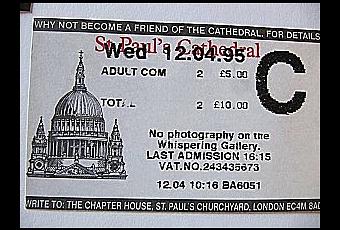 WHY NOT BECOME A FRIEND OF THE CATHEDRAL. FOR DETAILS
St Paul's Cathedral
Wed 12.04.95
C
ADULT COM 2 £5.00
TOTAL 2 £10.00
No photography on the
Whispering Gallery.
LAST ADMISSION 16:15
VAT.NO.243435673
12.04 10:16 BA6051
WRITE TO: THE CHAPTER HOUSE, ST. PAUL'S CHURCHYARD, LONDON EC4M 8AD